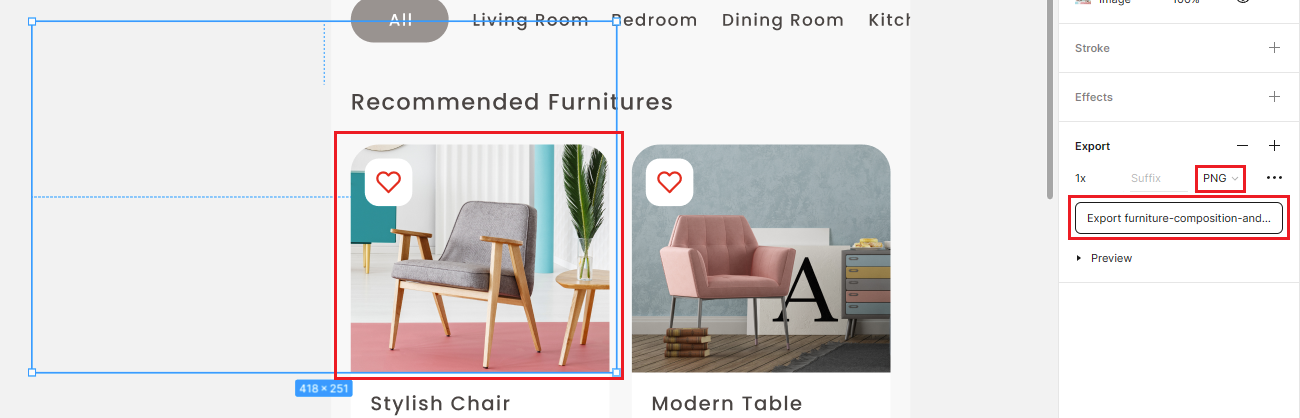 All Living Room Bedroom Dining Room Kitch
Recommended Furnitures
A
418 × 251
Stylish Chair Modern Table
Image 100%
Stroke
Effects
Export
1x Suffix PNG
Export furniture-composition-and...
Preview